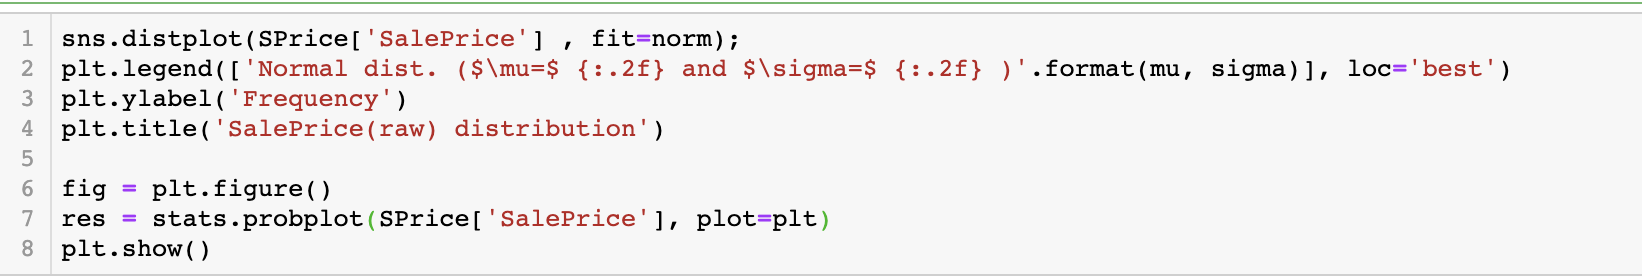 1 sns.distplot(SPrice['SalePrice'] , fit=norm);
2 plt.legend(['Normal dist. ($\mu=$ {:.2f} and $\sigma=$ {:.2f} )'.format(mu, sigma)], loc='best')
3 plt.ylabel('Frequency')
4 plt.title('SalePrice(raw) distribution')
5
6 fig = plt.figure()
7 res = stats.probplot(SPrice['SalePrice'], plot=plt)
8 plt.show()